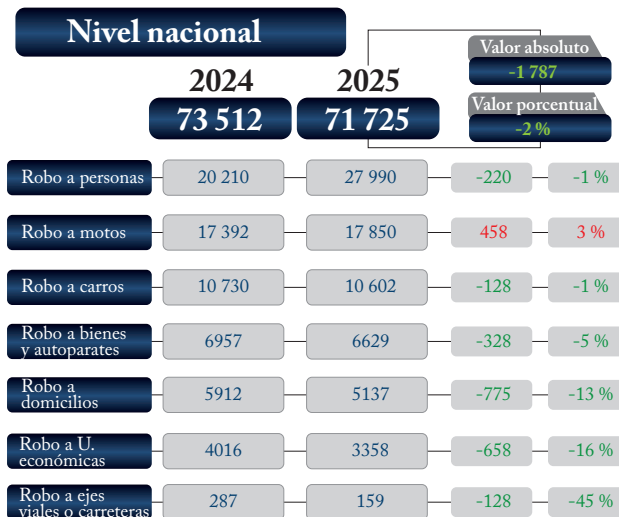 Nivel nacional
Valor absoluto
-1 787
2024 2025
Valor porcentual
73 512 71 725
-2 %
Robo a personas 20 210 27 990 -220 -1 %
Robo a motos 17 392 17 850 458 3 %
Robo a carros 10 730 10 602 -128 -1 %
Robo a bienes
y autoparates 6957 6629 -328 -5 %
Robo a
domicilios 5912 5137 -775 -13 %
Robo a U.
económicas 4016 3358 -658 -16 %
Robo a ejes
viales o carreteras 287 159 -128 -45 %